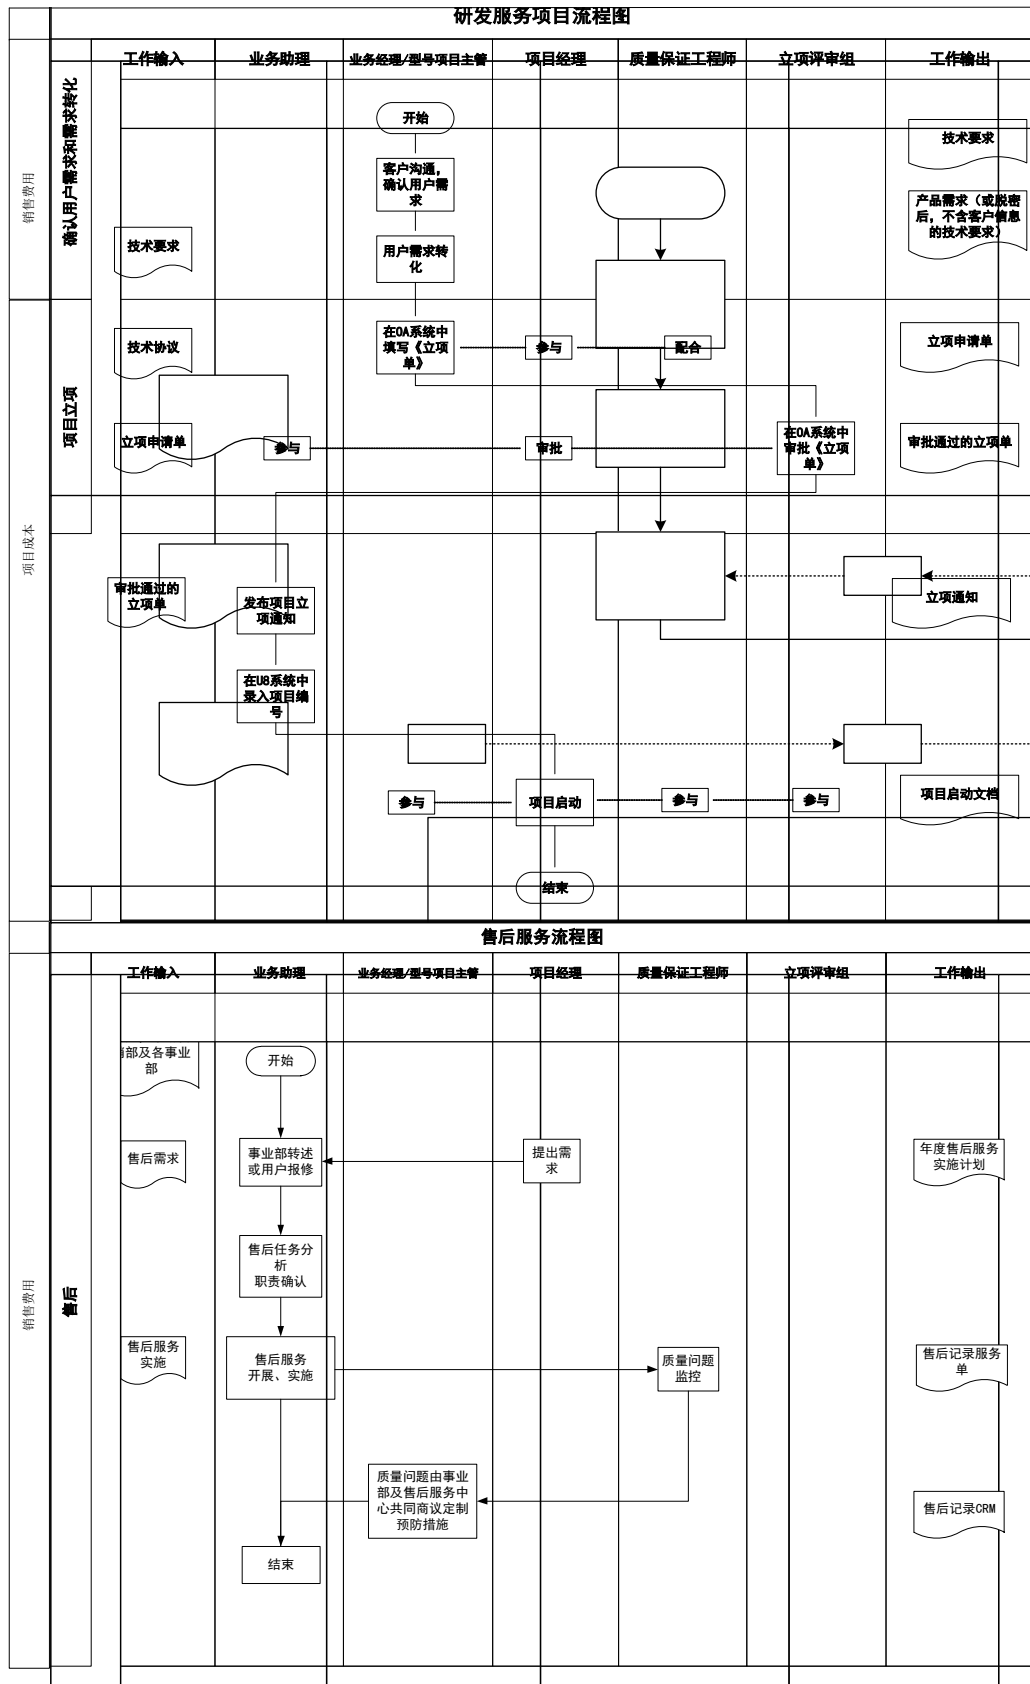 研发服务项目流程图
工作输入
业务助理
业务经理/型号项目主管
项目经理
质量保证工程师
立项评审组
工作输出
销售费用
确认用户需求和需求转化
开始
技术要求
客户沟通,
确认用户需
求
产品需求（或脱密
后，不含客户信息
的技术要求）
技术要求
用户需求转
化
项目成本
项目立项
技术协议
在OA系统中
填写《立项
单》
参与
配合
立项申请单
立项申请单
参与
审批
在OA系统中
审批《立项
单》
审批通过的立项单
审批通过的
立项单
发布项目立
项通知
立项通知
在U8系统中
录入项目编
号
参与
项目启动
参与
参与
项目启动文档
结束
售后服务流程图
工作输入
业务助理
业务经理/型号项目主管
项目经理
质量保证工程师
立项评审组
工作输出
销售费用
售后
部及各事业
部
开始
售后需求
事业部转述
或用户报修
提出需
求
年度售后服务
实施计划
售后任务分
析
职责确认
售后服务
实施
售后服务
开展、实施
质量问题
监控
售后记录服务
单
质量问题由事业
部及售后服务中
心共同商议定制
预防措施
售后记录CRM
结束